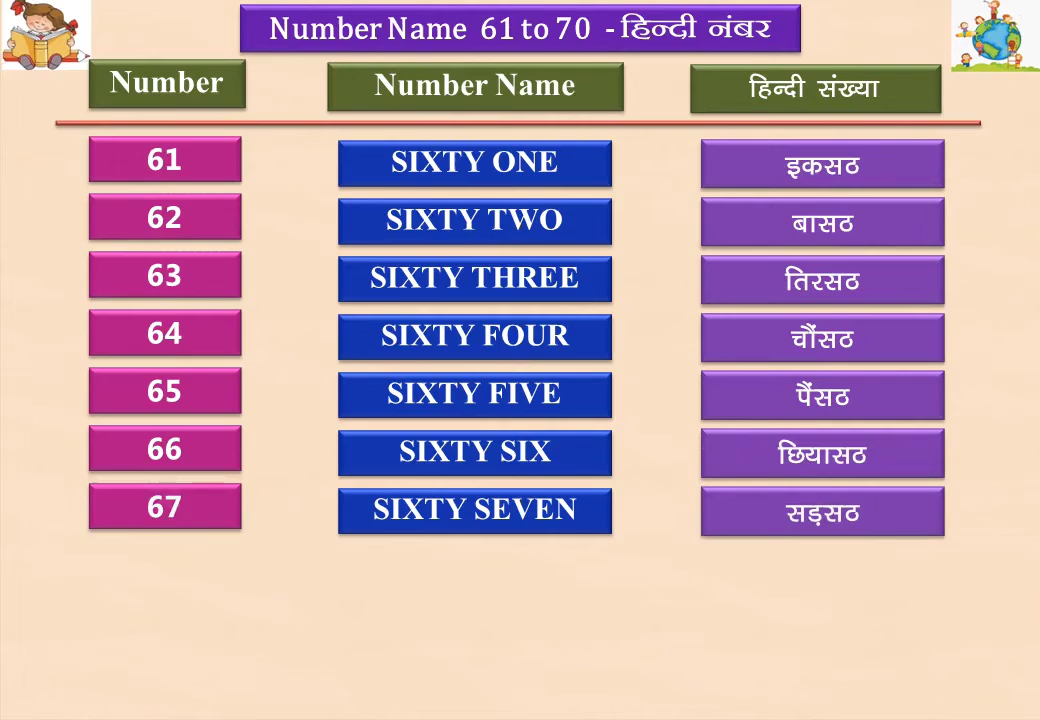 Number Name 61 to 70 - हिन्दी नंबर
Number Number Name हिन्दी संख्या
61 SIXTY ONE इकसठ
62 SIXTY TWO बासठ
63 SIXTY THREE तिरसठ
64 SIXTY FOUR चौंसठ
65 SIXTY FIVE पैंसठ
66 SIXTY SIX छियासठ
67 SIXTY SEVEN सड़सठ